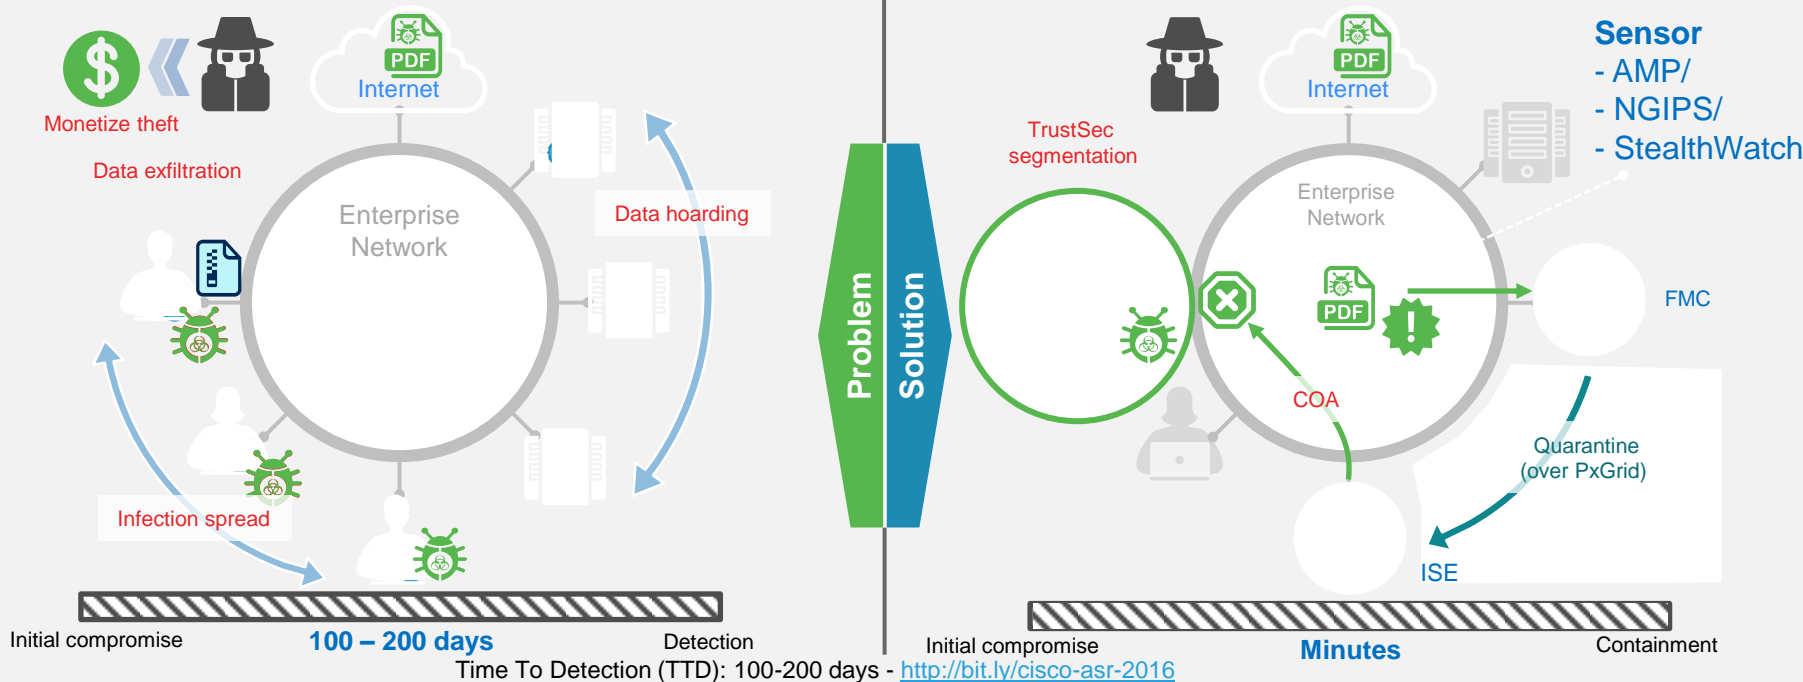 PDF
Internet
Monetize theft
Data exfiltration
Enterprise
Network
Data hoarding
Infection spread
Initial compromise
100 – 200 days
Detection
Problem
Solution
PDF
Internet
Sensor
- AMP/
- NGIPS/
- StealthWatch
TrustSec
segmentation
Enterprise
Network
PDF
FMC
COA
Quarantine
(over PxGrid)
ISE
Initial compromise
Minutes
Containment
Time To Detection (TTD): 100-200 days - http://bit.ly/cisco-asr-2016